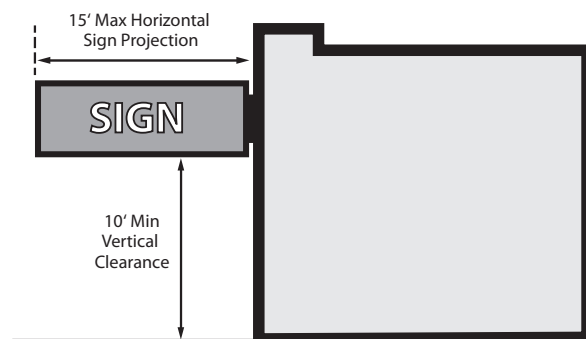 15‘ Max Horizontal
Sign Projection
SIGN
10‘ Min
Vertical
Clearance